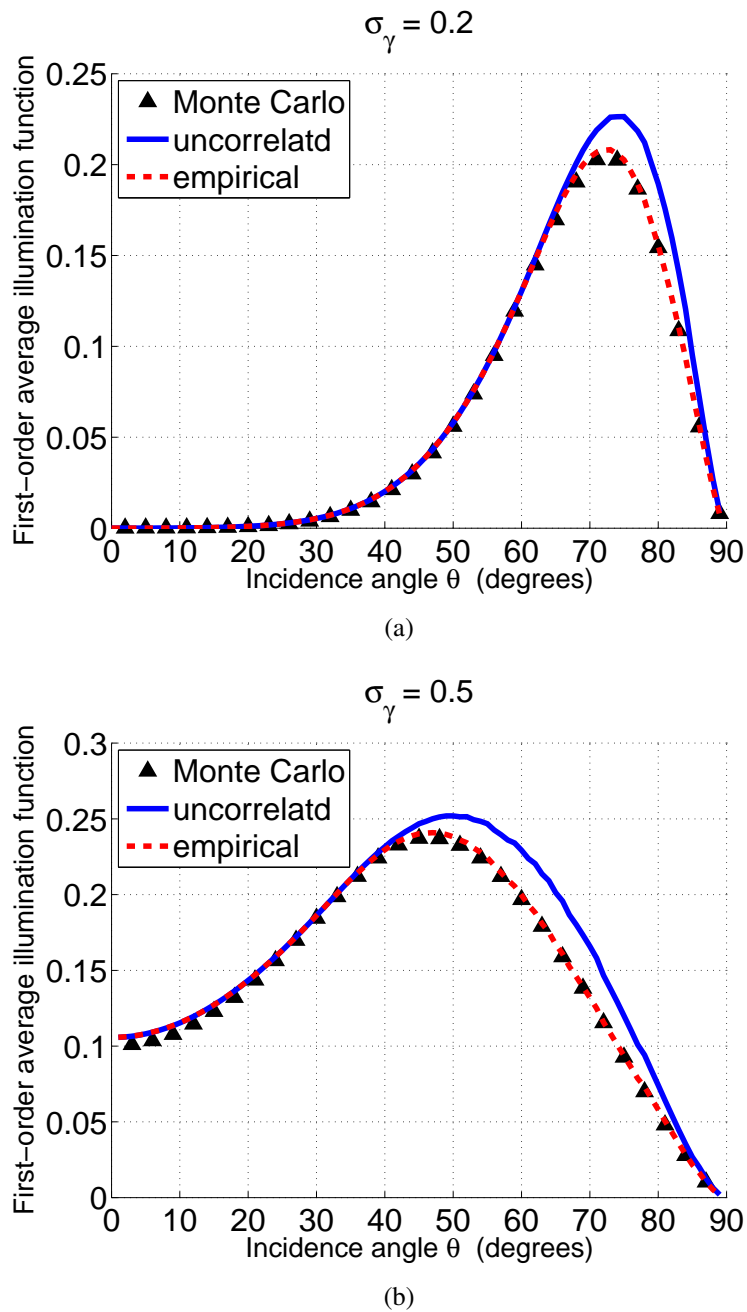 σγ = 0.2
First-order average illumination function
0.25
0.2
0.15
0.1
0.05
0
Monte Carlo
uncorrelatd
empirical
0 10 20 30 40 50 60 70 80 90
Incidence angle θ (degrees)
(a)
σγ = 0.5
First-order average illumination function
0.3
0.25
0.2
0.15
0.1
0.05
0
Monte Carlo
uncorrelatd
empirical
0 10 20 30 40 50 60 70 80 90
Incidence angle θ (degrees)
(b)